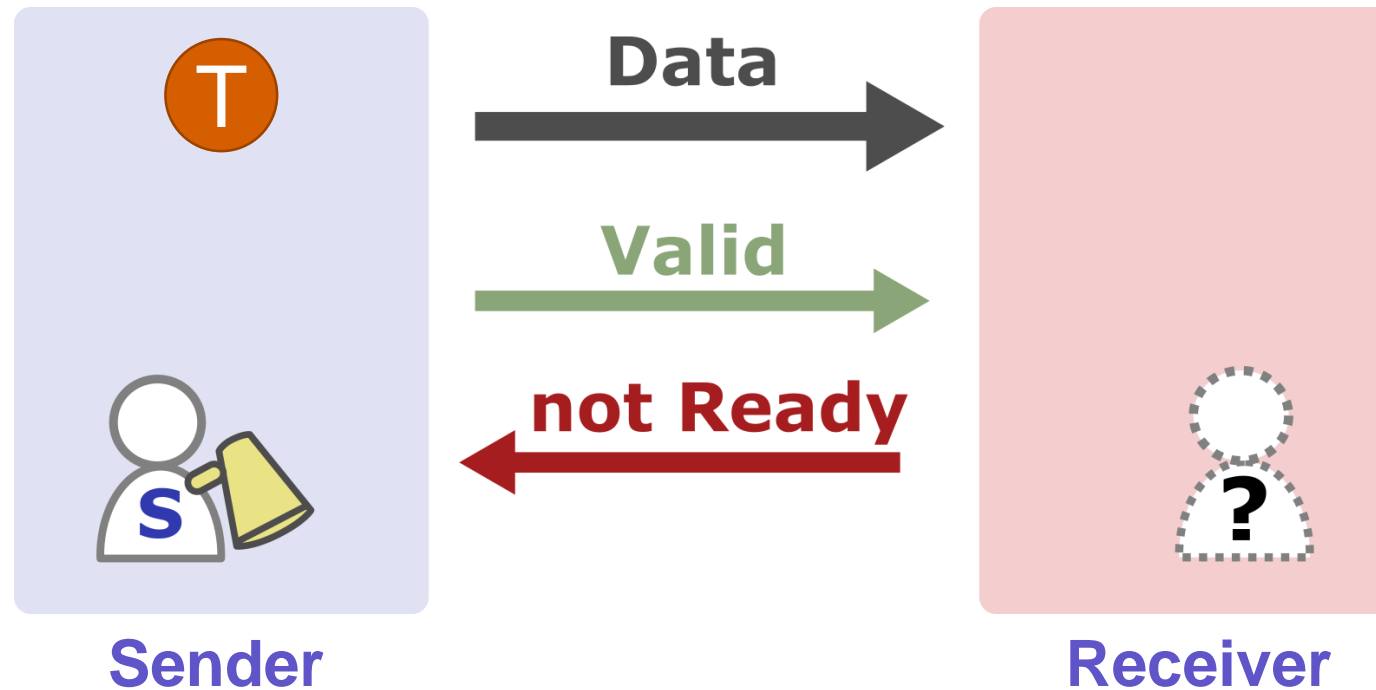 T
Data
Valid
not Ready
S
?
Sender
Receiver